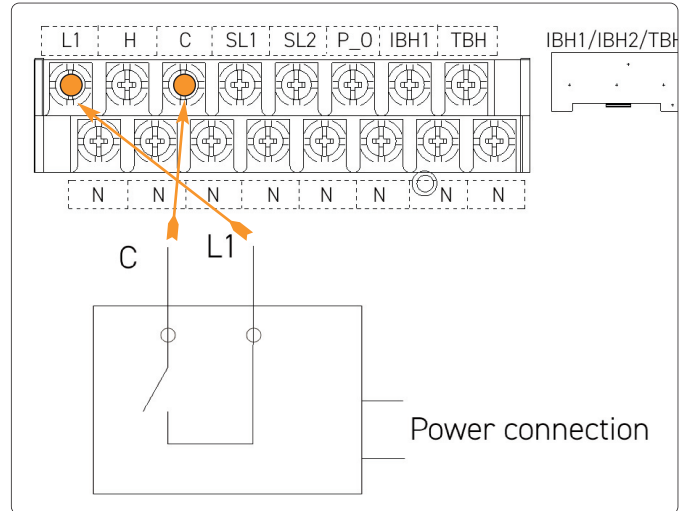 L1 H C SL1 SL2 P_O IBH1 TBH IBH1/IBH2/TBH
N N N N N N N N
C L1
Power connection